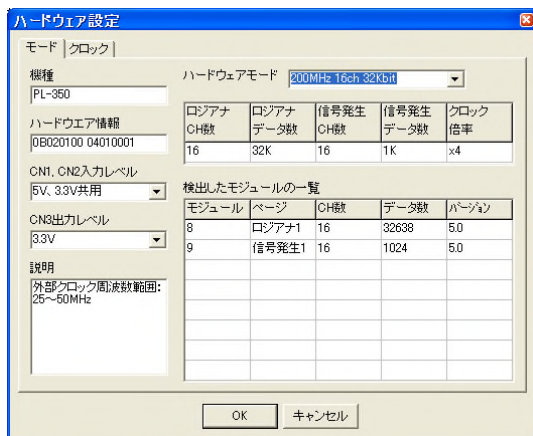 ハードウェア設定
モード クロック
機種
PL-350
ハードウエア情報
0B020100 04010001
CN1, CN2入力レベル
5V、3.3V共用
CN3出力レベル
3.3V
説明
外部クロック周波数範囲:
25～50MHz
ハードウェアモード 200MHz 16ch 32Kbit
ロジアナ CH数 ロジアナ データ数 信号発生 CH数 信号発生 データ数 クロック 倍率
16 32K 16 1K x4
検出したモジュールの一覧
モジュール ページ CH数 データ数 バージョン
8 ロジアナ1 16 32638 5.0
9 信号発生1 16 1024 5.0
OK キャンセル